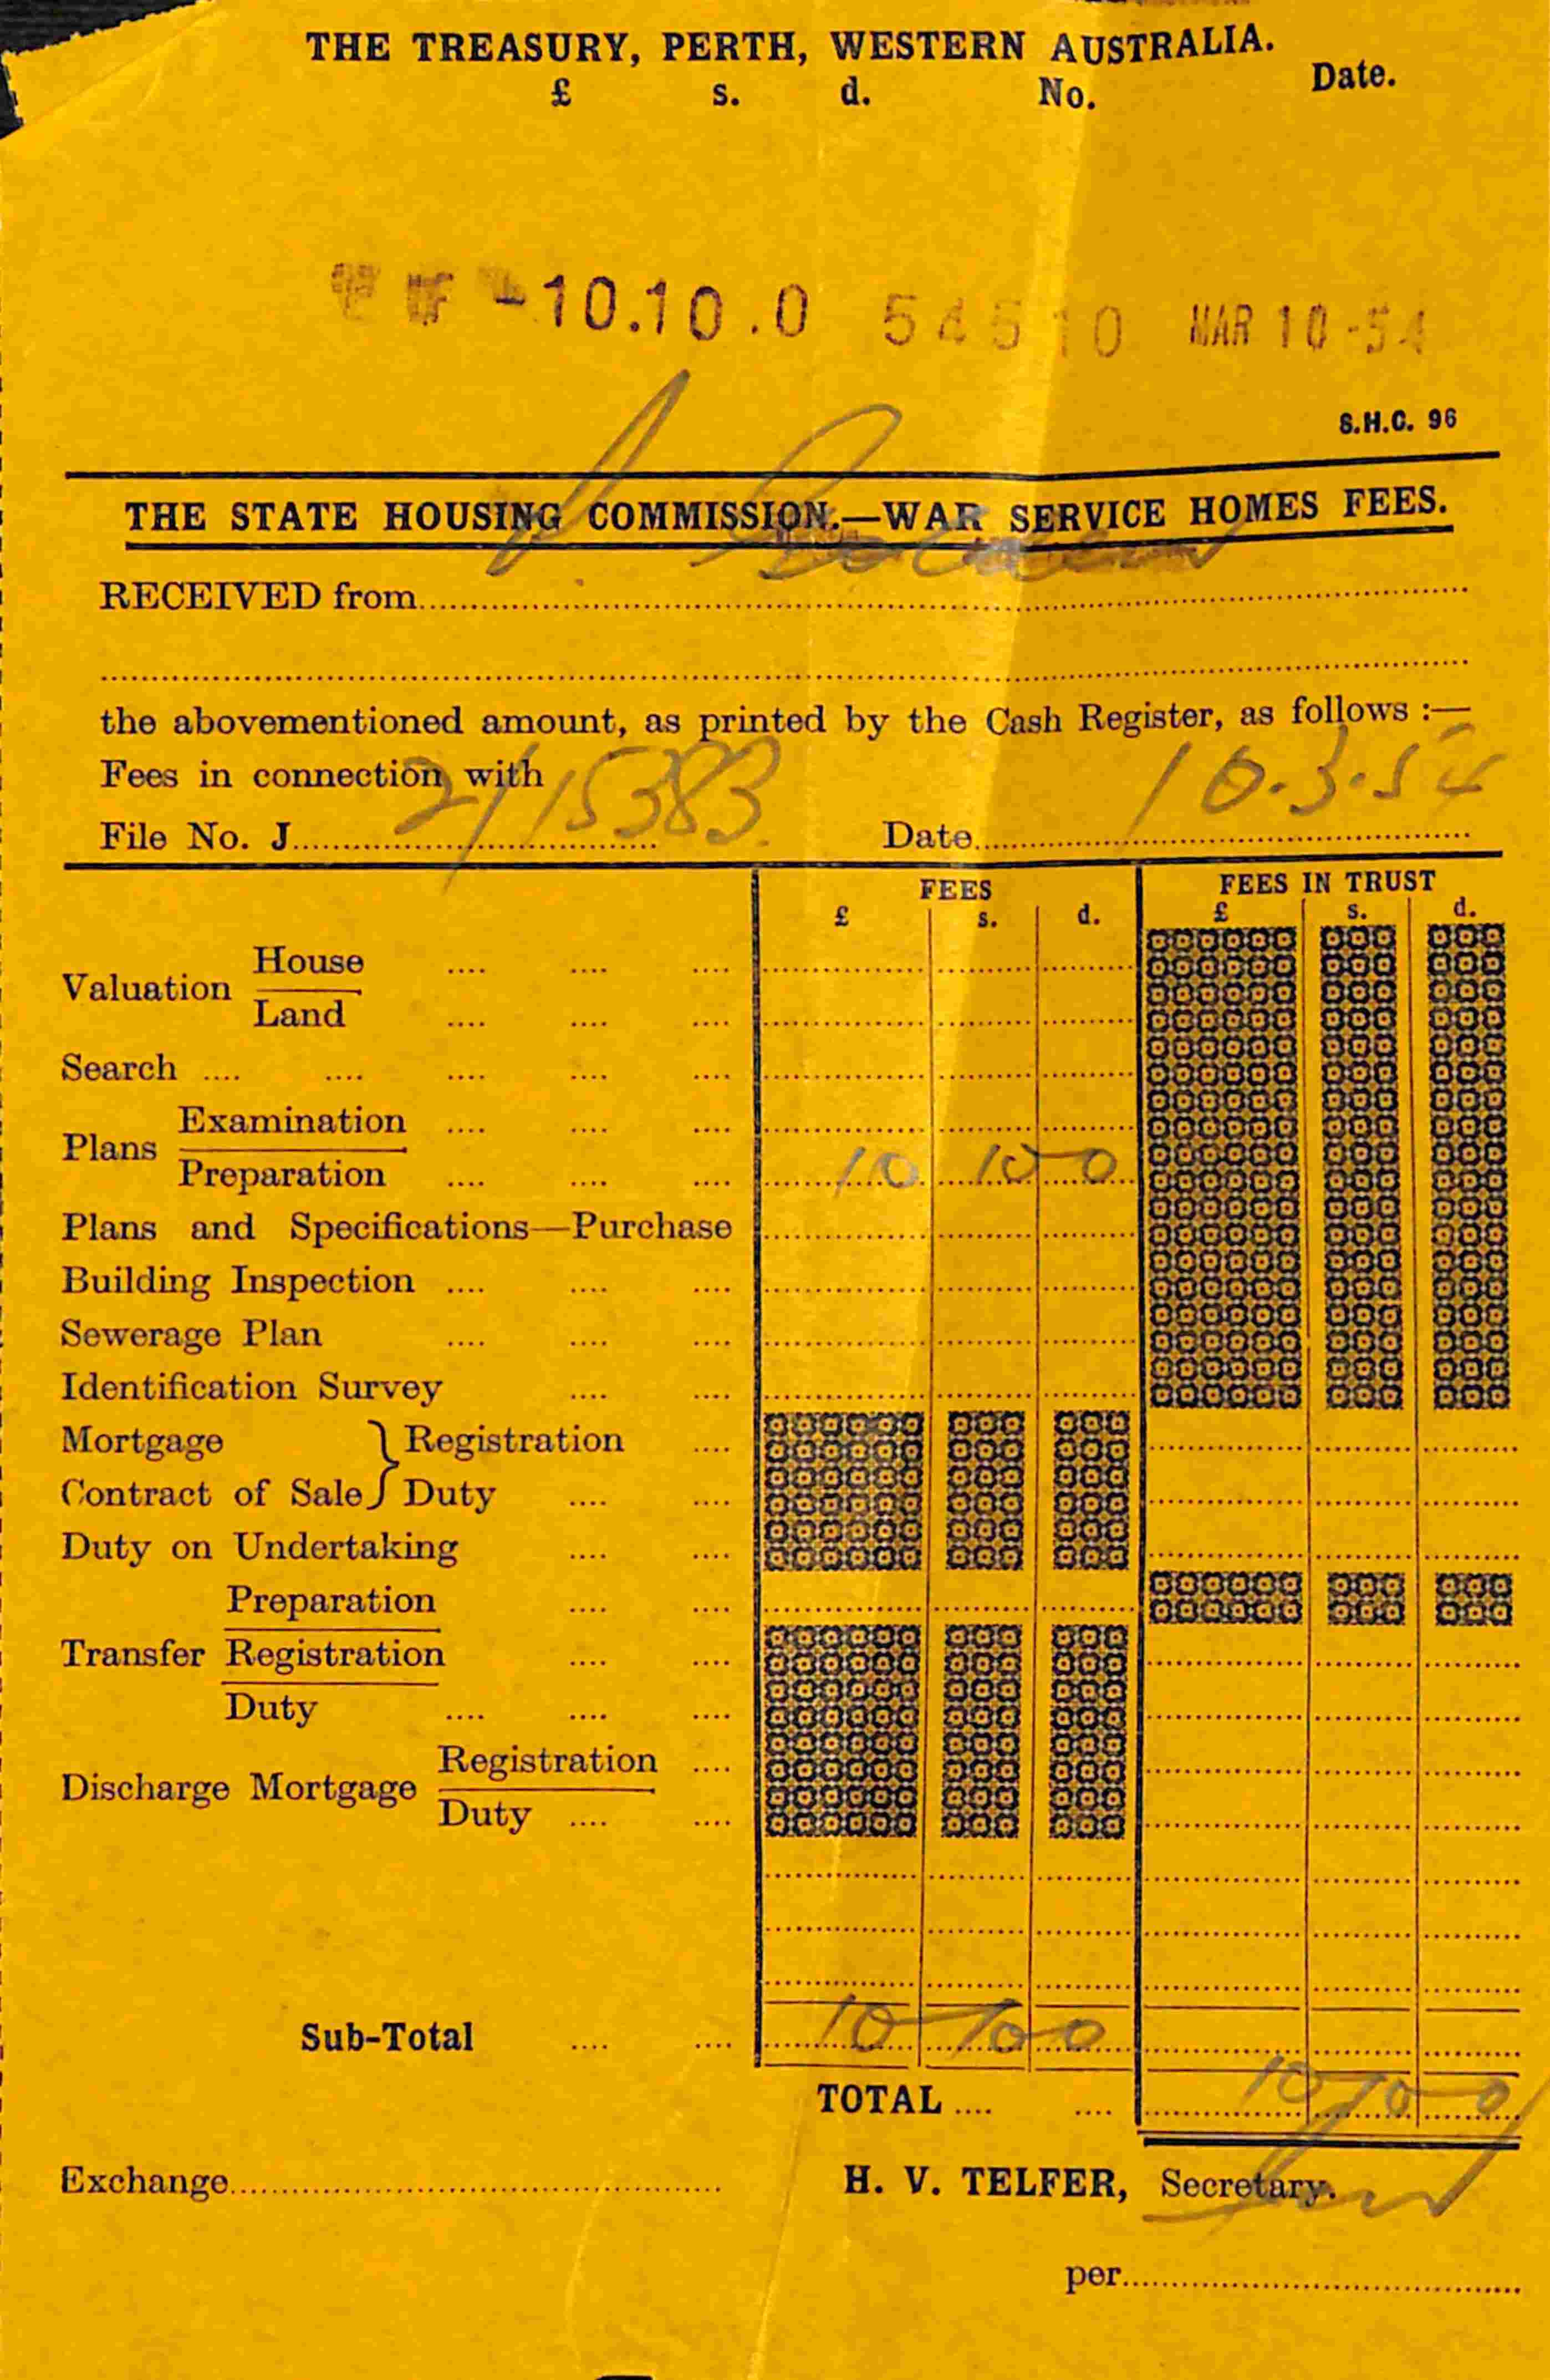 THE TREASURY, PERTH, WESTERN AUSTRALIA.
£ s. d. No. Date.
-10.10.0 54510 MAR 10-54
S.H.C. 96
THE STATE HOUSING COMMISSION.—WAR SERVICE HOMES FEES.
RECEIVED from
the abovementioned amount, as printed by the Cash Register, as follows :—
Fees in connection with
File No. J 2/15383 Date 10.3.54
FEES FEES IN TRUST
£ s. d. £ s. d.
Valuation House
Land
Search
Plans Examination
Preparation 10 10 0
Plans and Specifications—Purchase
Building Inspection
Sewerage Plan
Identification Survey
Mortgage } Registration
Contract of Sale } Duty
Duty on Undertaking
Preparation
Transfer Registration
Duty
Discharge Mortgage Registration
Duty
Sub-Total 10 10 0
TOTAL 10 10 0
Exchange H. V. TELFER, Secretary.
per